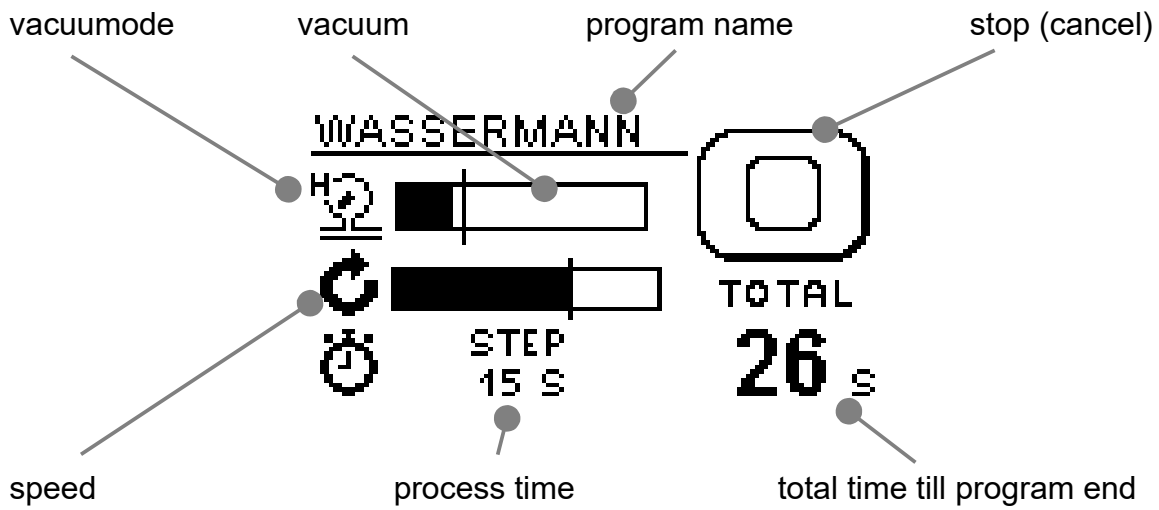 vacuumode vacuum program name stop (cancel)
WASSERMANN
H
TOTAL
STEP
26 S
15 S
speed process time total time till program end